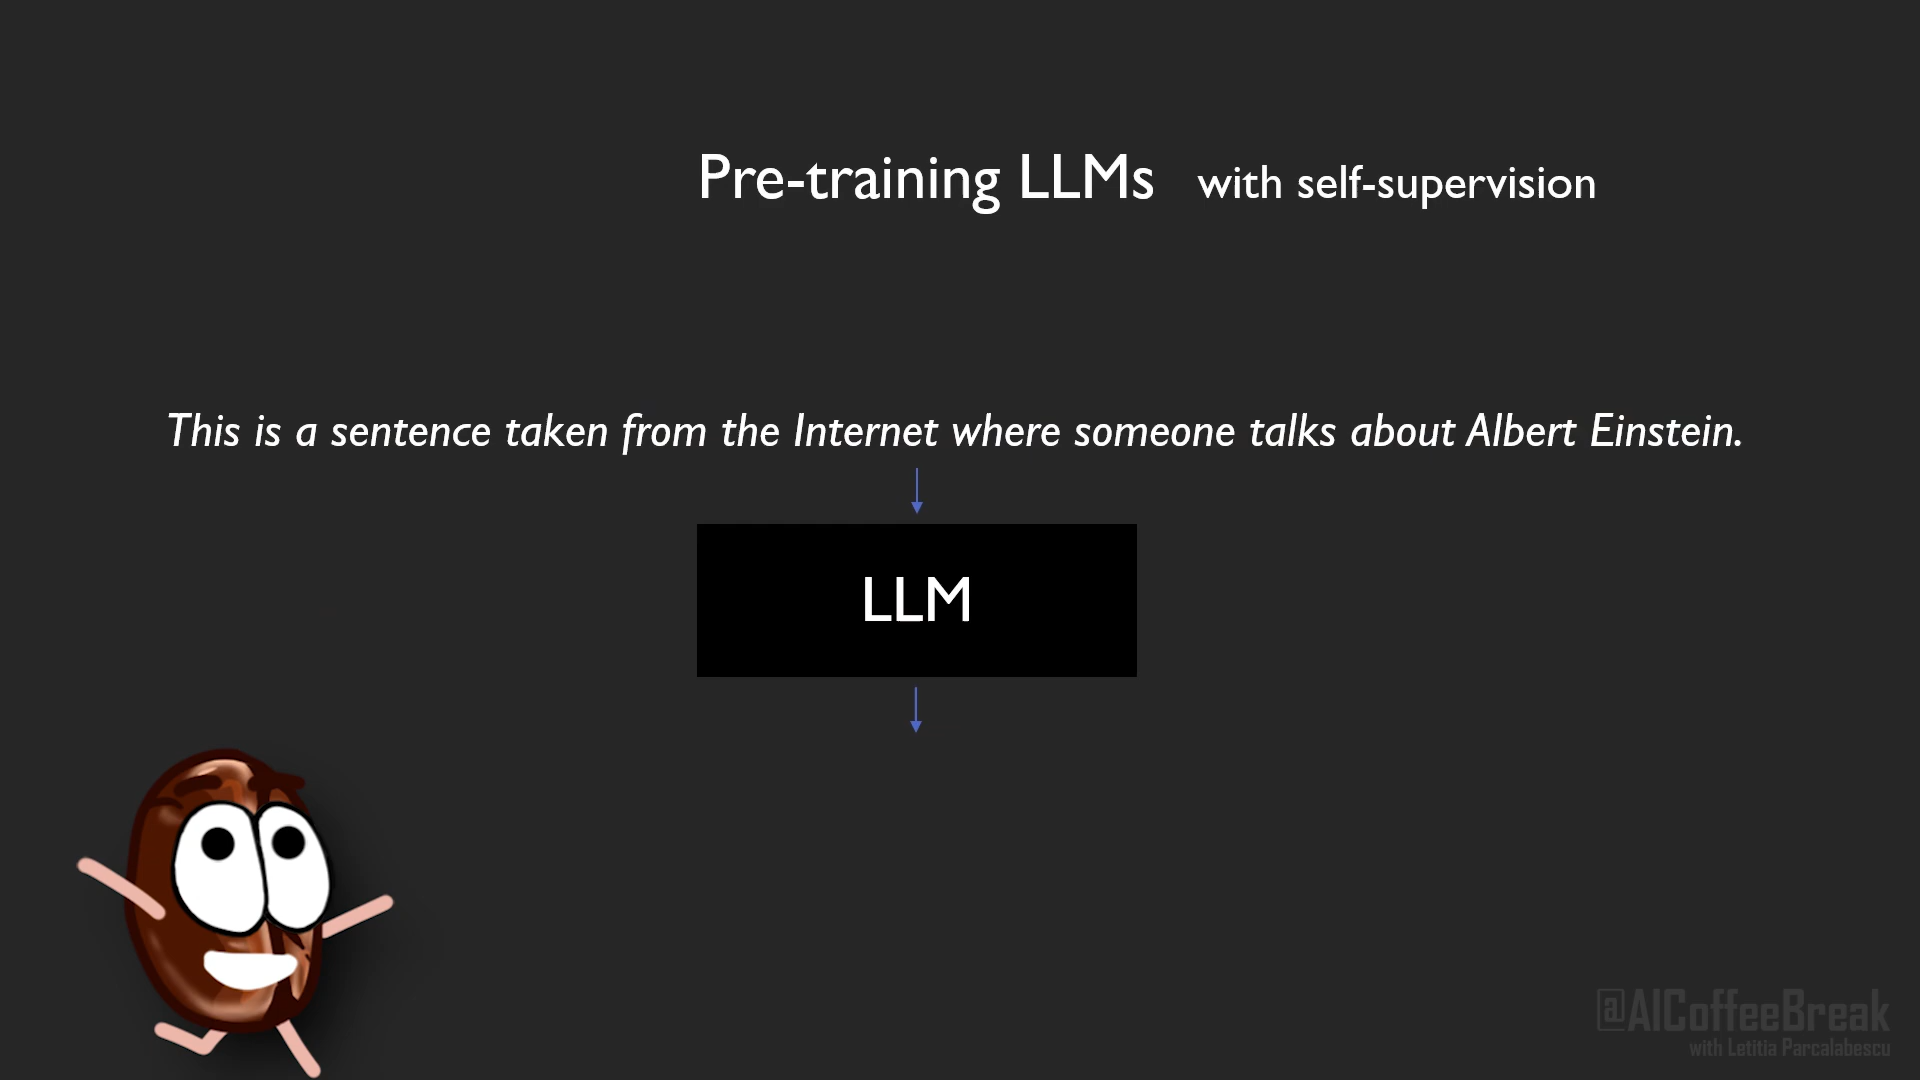 Pre-training LLMs with self-supervision
This is a sentence taken from the Internet where someone talks about Albert Einstein.
LLM
@AICoffeeBreak
with Letitia Parcalabescu